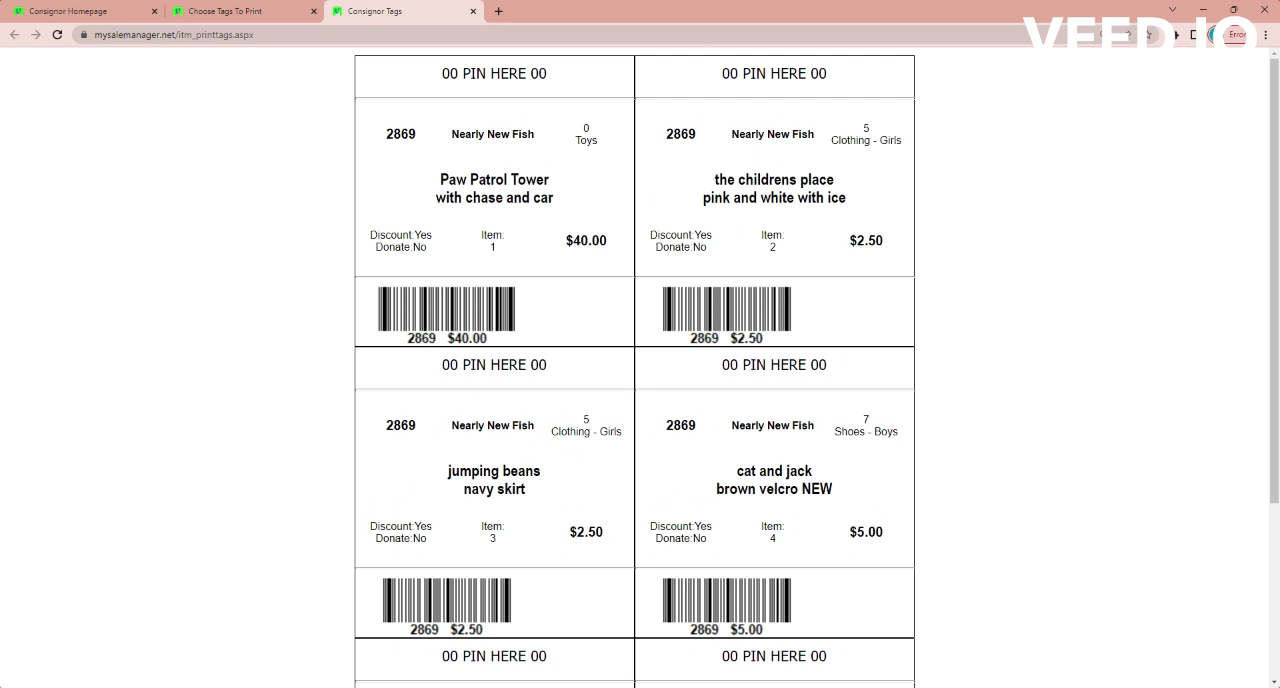 Consignor Homepage
Choose Tags To Print
Consignor Tags
mysalemanager.net/itm_printtags.aspx
Error
VEED.IO
00 PIN HERE 00
00 PIN HERE 00
2869
Nearly New Fish
0
Toys
Paw Patrol Tower
with chase and car
Discount:Yes
Donate:No
Item:
1
$40.00
2869 $40.00
2869
Nearly New Fish
5
Clothing - Girls
the childrens place
pink and white with ice
Discount:Yes
Donate:No
Item:
2
$2.50
2869 $2.50
00 PIN HERE 00
00 PIN HERE 00
2869
Nearly New Fish
5
Clothing - Girls
jumping beans
navy skirt
Discount:Yes
Donate:No
Item:
3
$2.50
2869 $2.50
2869
Nearly New Fish
7
Shoes - Boys
cat and jack
brown velcro NEW
Discount:Yes
Donate:No
Item:
4
$5.00
2869 $5.00
00 PIN HERE 00
00 PIN HERE 00